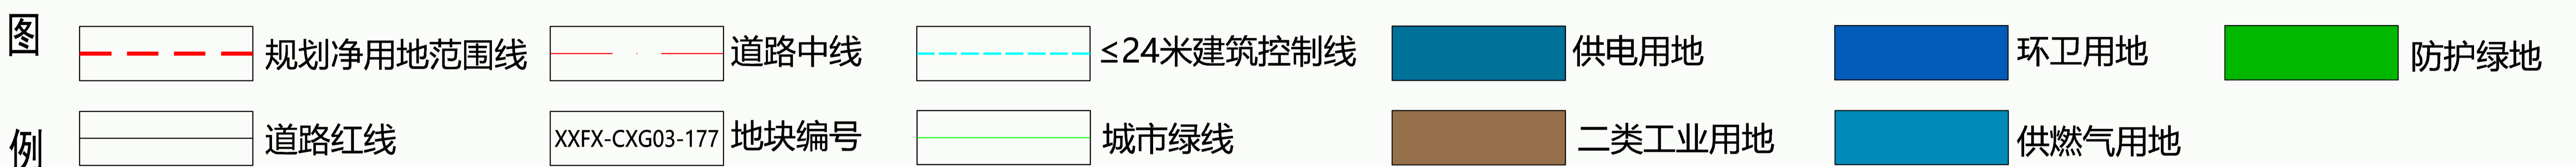 图例
规划净用地范围线
道路中线
≤24米建筑控制线
供电用地
环卫用地
防护绿地
道路红线
XXFX-CXG03-177
地块编号
城市绿线
二类工业用地
供燃气用地